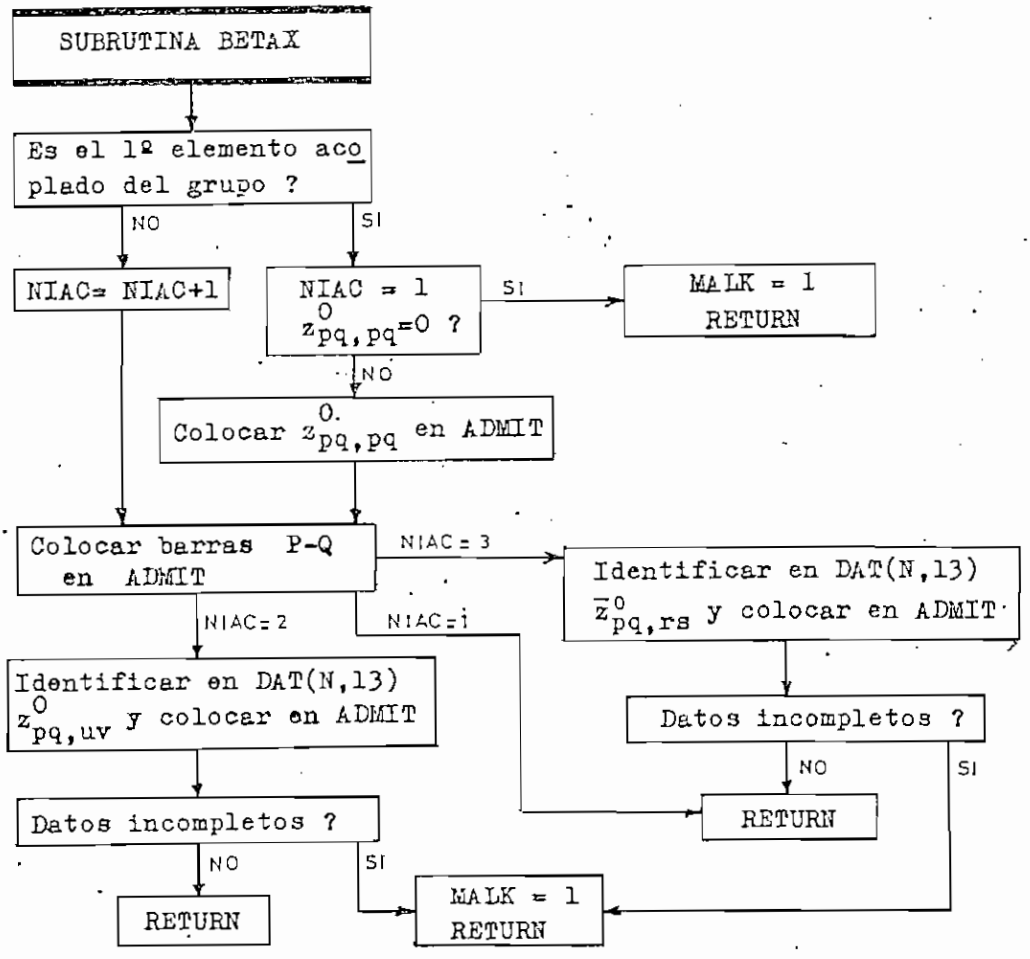 SUBRUTINA BETAX
Es el 1º elemento aco
plado del grupo ?
NO
SI
NIAC= NIAC+1
NIAC = 1
z⁰pq,pq=0 ?
SI
MALK = 1
RETURN
NO
Colocar z⁰pq,pq en ADMIT
Colocar barras P-Q
en ADMIT
NIAC= 3
NIAC= 2
NIAC=1
Identificar en DAT(N,13)
z̅⁰pq,rs y colocar en ADMIT
Identificar en DAT(N,13)
z⁰pq,uv y colocar en ADMIT
Datos incompletos ?
NO
SI
RETURN
Datos incompletos ?
NO
SI
RETURN
MALK = 1
RETURN